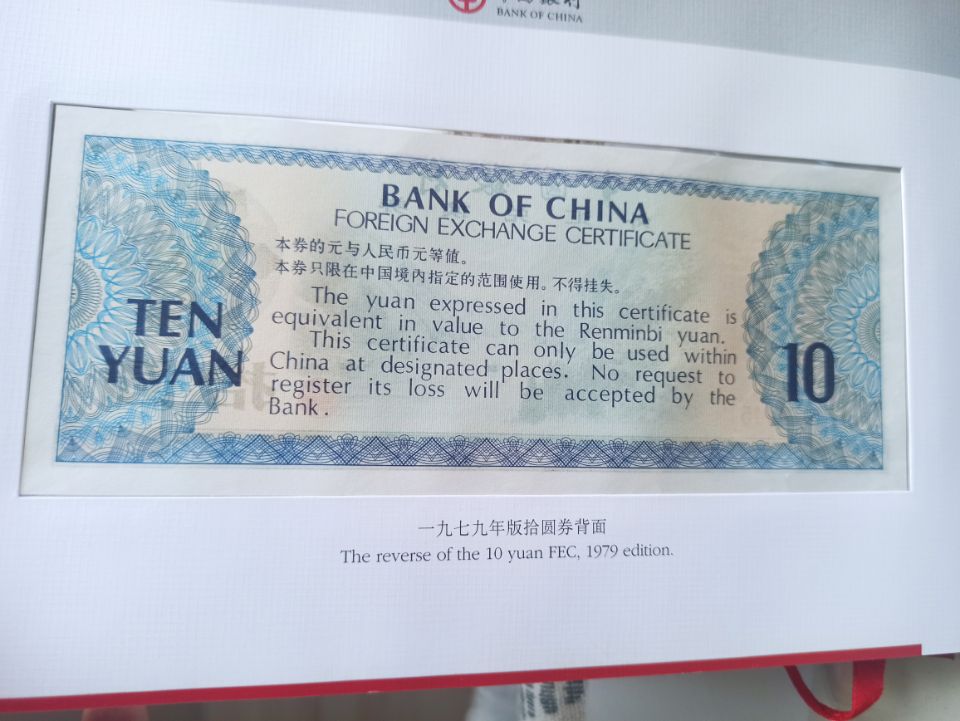 BANK OF CHINA
BANK OF CHINA
FOREIGN EXCHANGE CERTIFICATE
本券的元与人民币元等値。
本券只限在中国境内指定的范围使用。不得挂失。
The yuan expressed in this certificate is
equivalent in value to the Renminbi yuan.
This certificate can only be used within
China at designated places. No request to
register its loss will be accepted by the
Bank.
TEN
YUAN
10
一九七九年版拾圆券背面
The reverse of the 10 yuan FEC, 1979 edition.